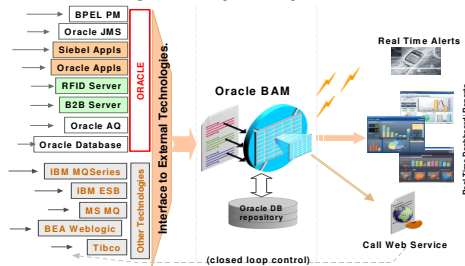 BPEL PM
Oracle JMS
Siebel Appls
Oracle Appls
RFID Server
B2B Server
Oracle AQ
Oracle Database
ORACLE
IBM MQSeries
IBM ESB
MS MQ
BEA Weblogic
Tibco
Other Technologies
Interface to External Technologies.
Oracle BAM
Oracle DB
repository
Real Time Alerts
Call Web Service
(closed loop control)